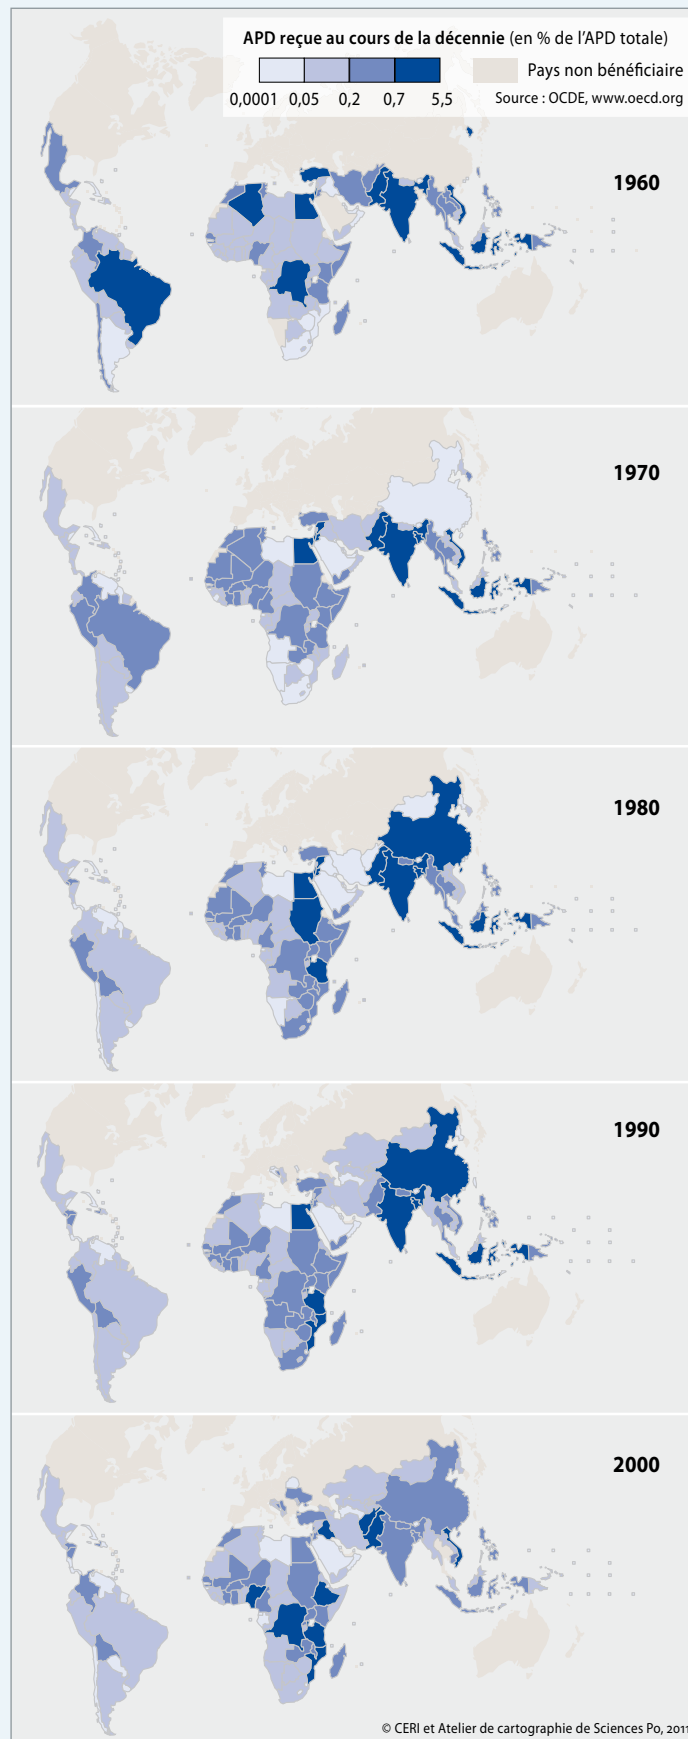 APD reçue au cours de la décennie (en % de l'APD totale)
0,0001 0,05 0,2 0,7 5,5
Pays non bénéficiaire
Source : OCDE, www.oecd.org
1960
1970
1980
1990
2000
© CERI et Atelier de cartographie de Sciences Po, 2011